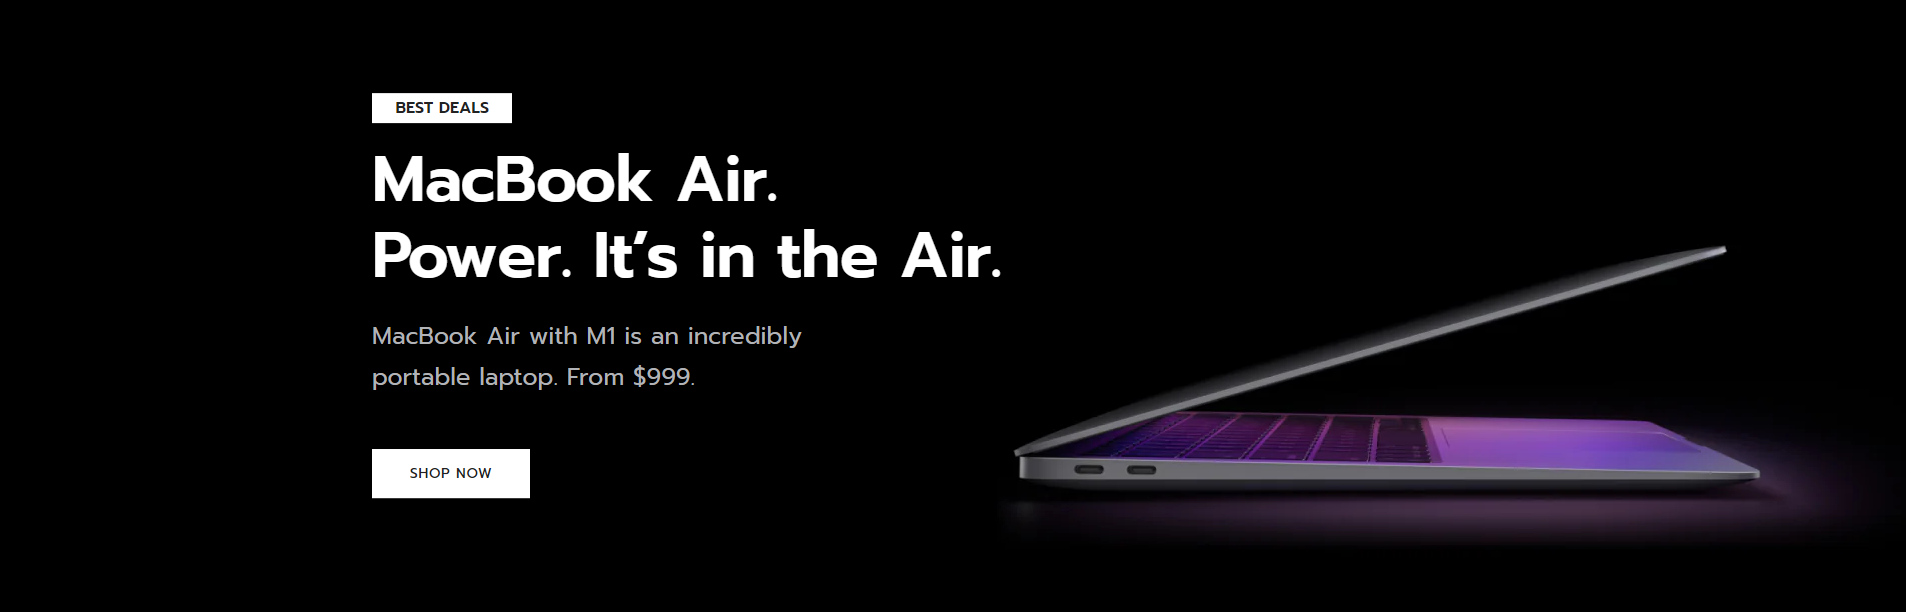 BEST DEALS
MacBook Air.
Power. It’s in the Air.
MacBook Air with M1 is an incredibly
portable laptop. From $999.
SHOP NOW